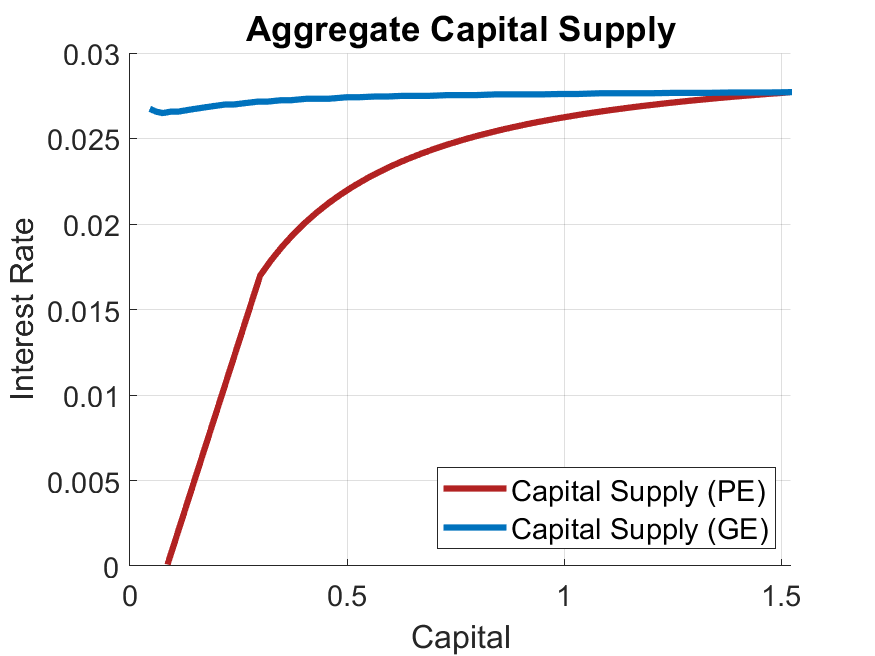 Aggregate Capital Supply
0.03
0.025
0.02
0.015
0.01
0.005
0
Interest Rate
Capital Supply (PE)
Capital Supply (GE)
0 0.5 1 1.5
Capital